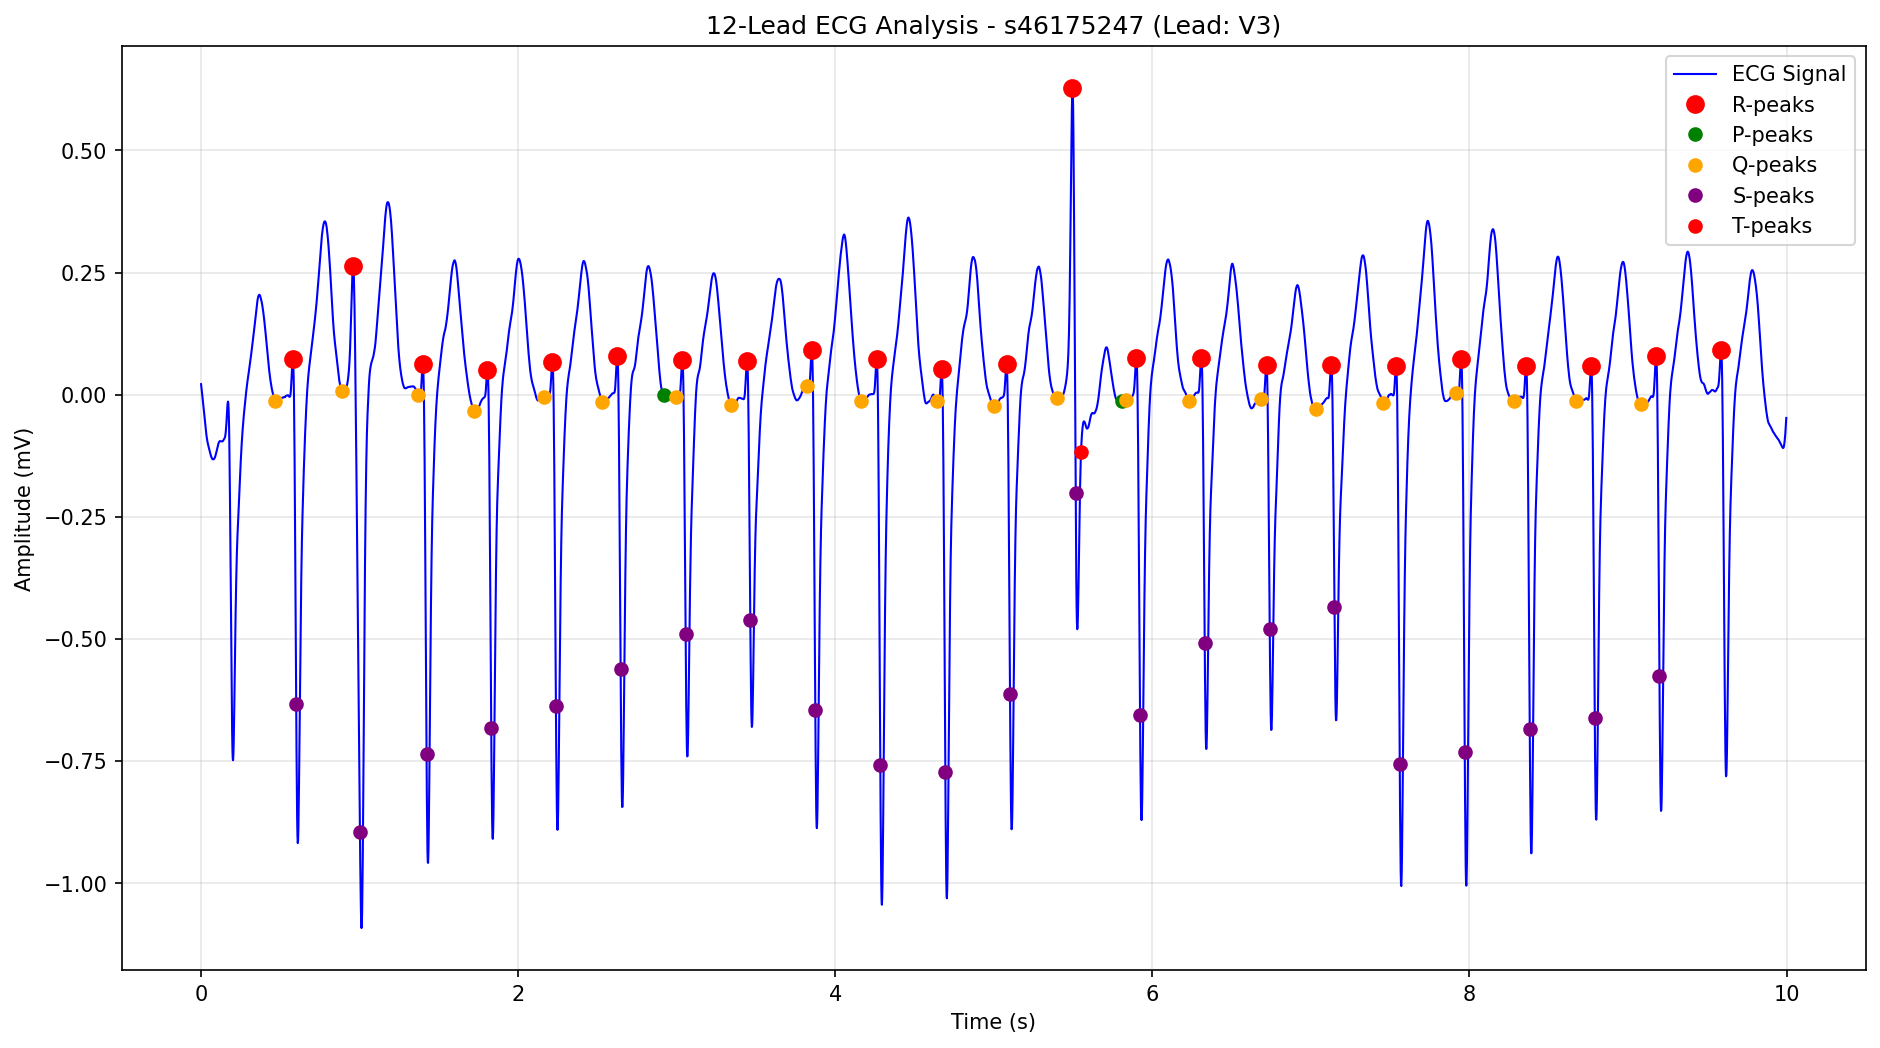 12-Lead ECG Analysis - s46175247 (Lead: V3)
ECG Signal
R-peaks
P-peaks
Q-peaks
S-peaks
T-peaks
Amplitude (mV)
0.50
0.25
0.00
−0.25
−0.50
−0.75
−1.00
0 2 4 6 8 10
Time (s)